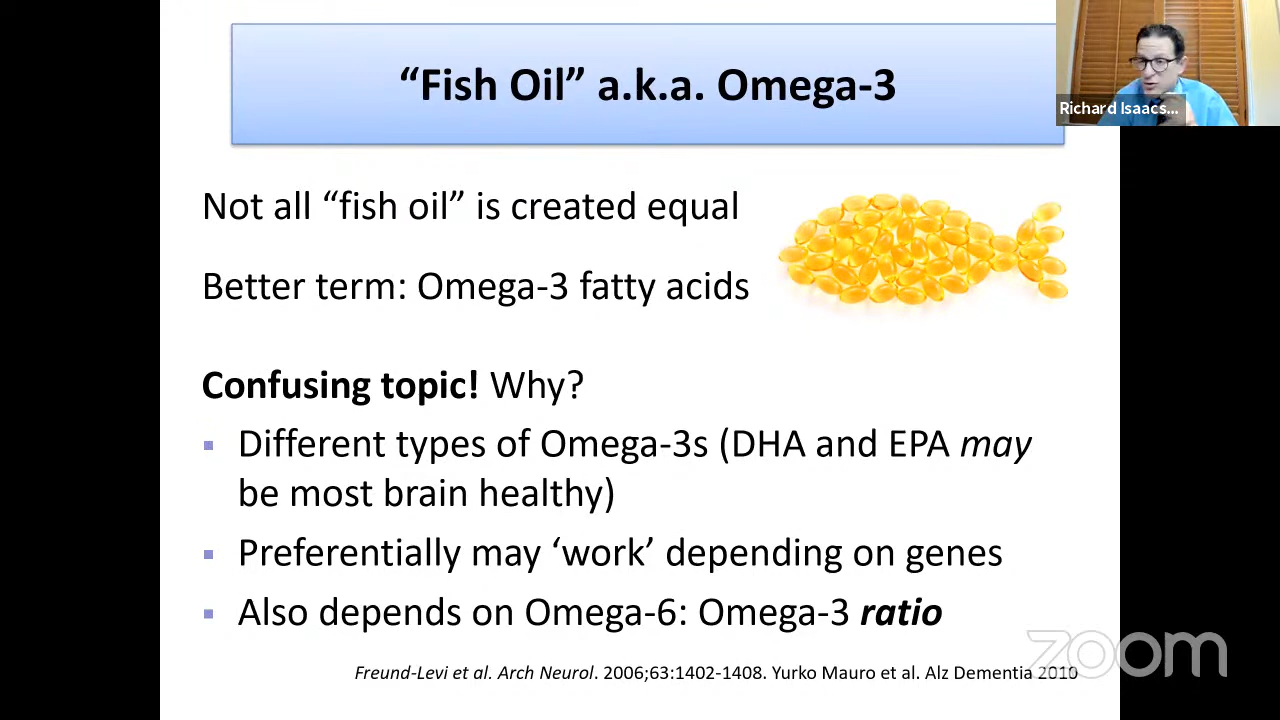 “Fish Oil” a.k.a. Omega-3
Richard Isaacs...
Not all “fish oil” is created equal
Better term: Omega-3 fatty acids
Confusing topic! Why?
Different types of Omega-3s (DHA and EPA may
be most brain healthy)
Preferentially may ‘work’ depending on genes
Also depends on Omega-6: Omega-3 ratio
Freund-Levi et al. Arch Neurol. 2006;63:1402-1408. Yurko Mauro et al. Alz Dementia 2010
zoom